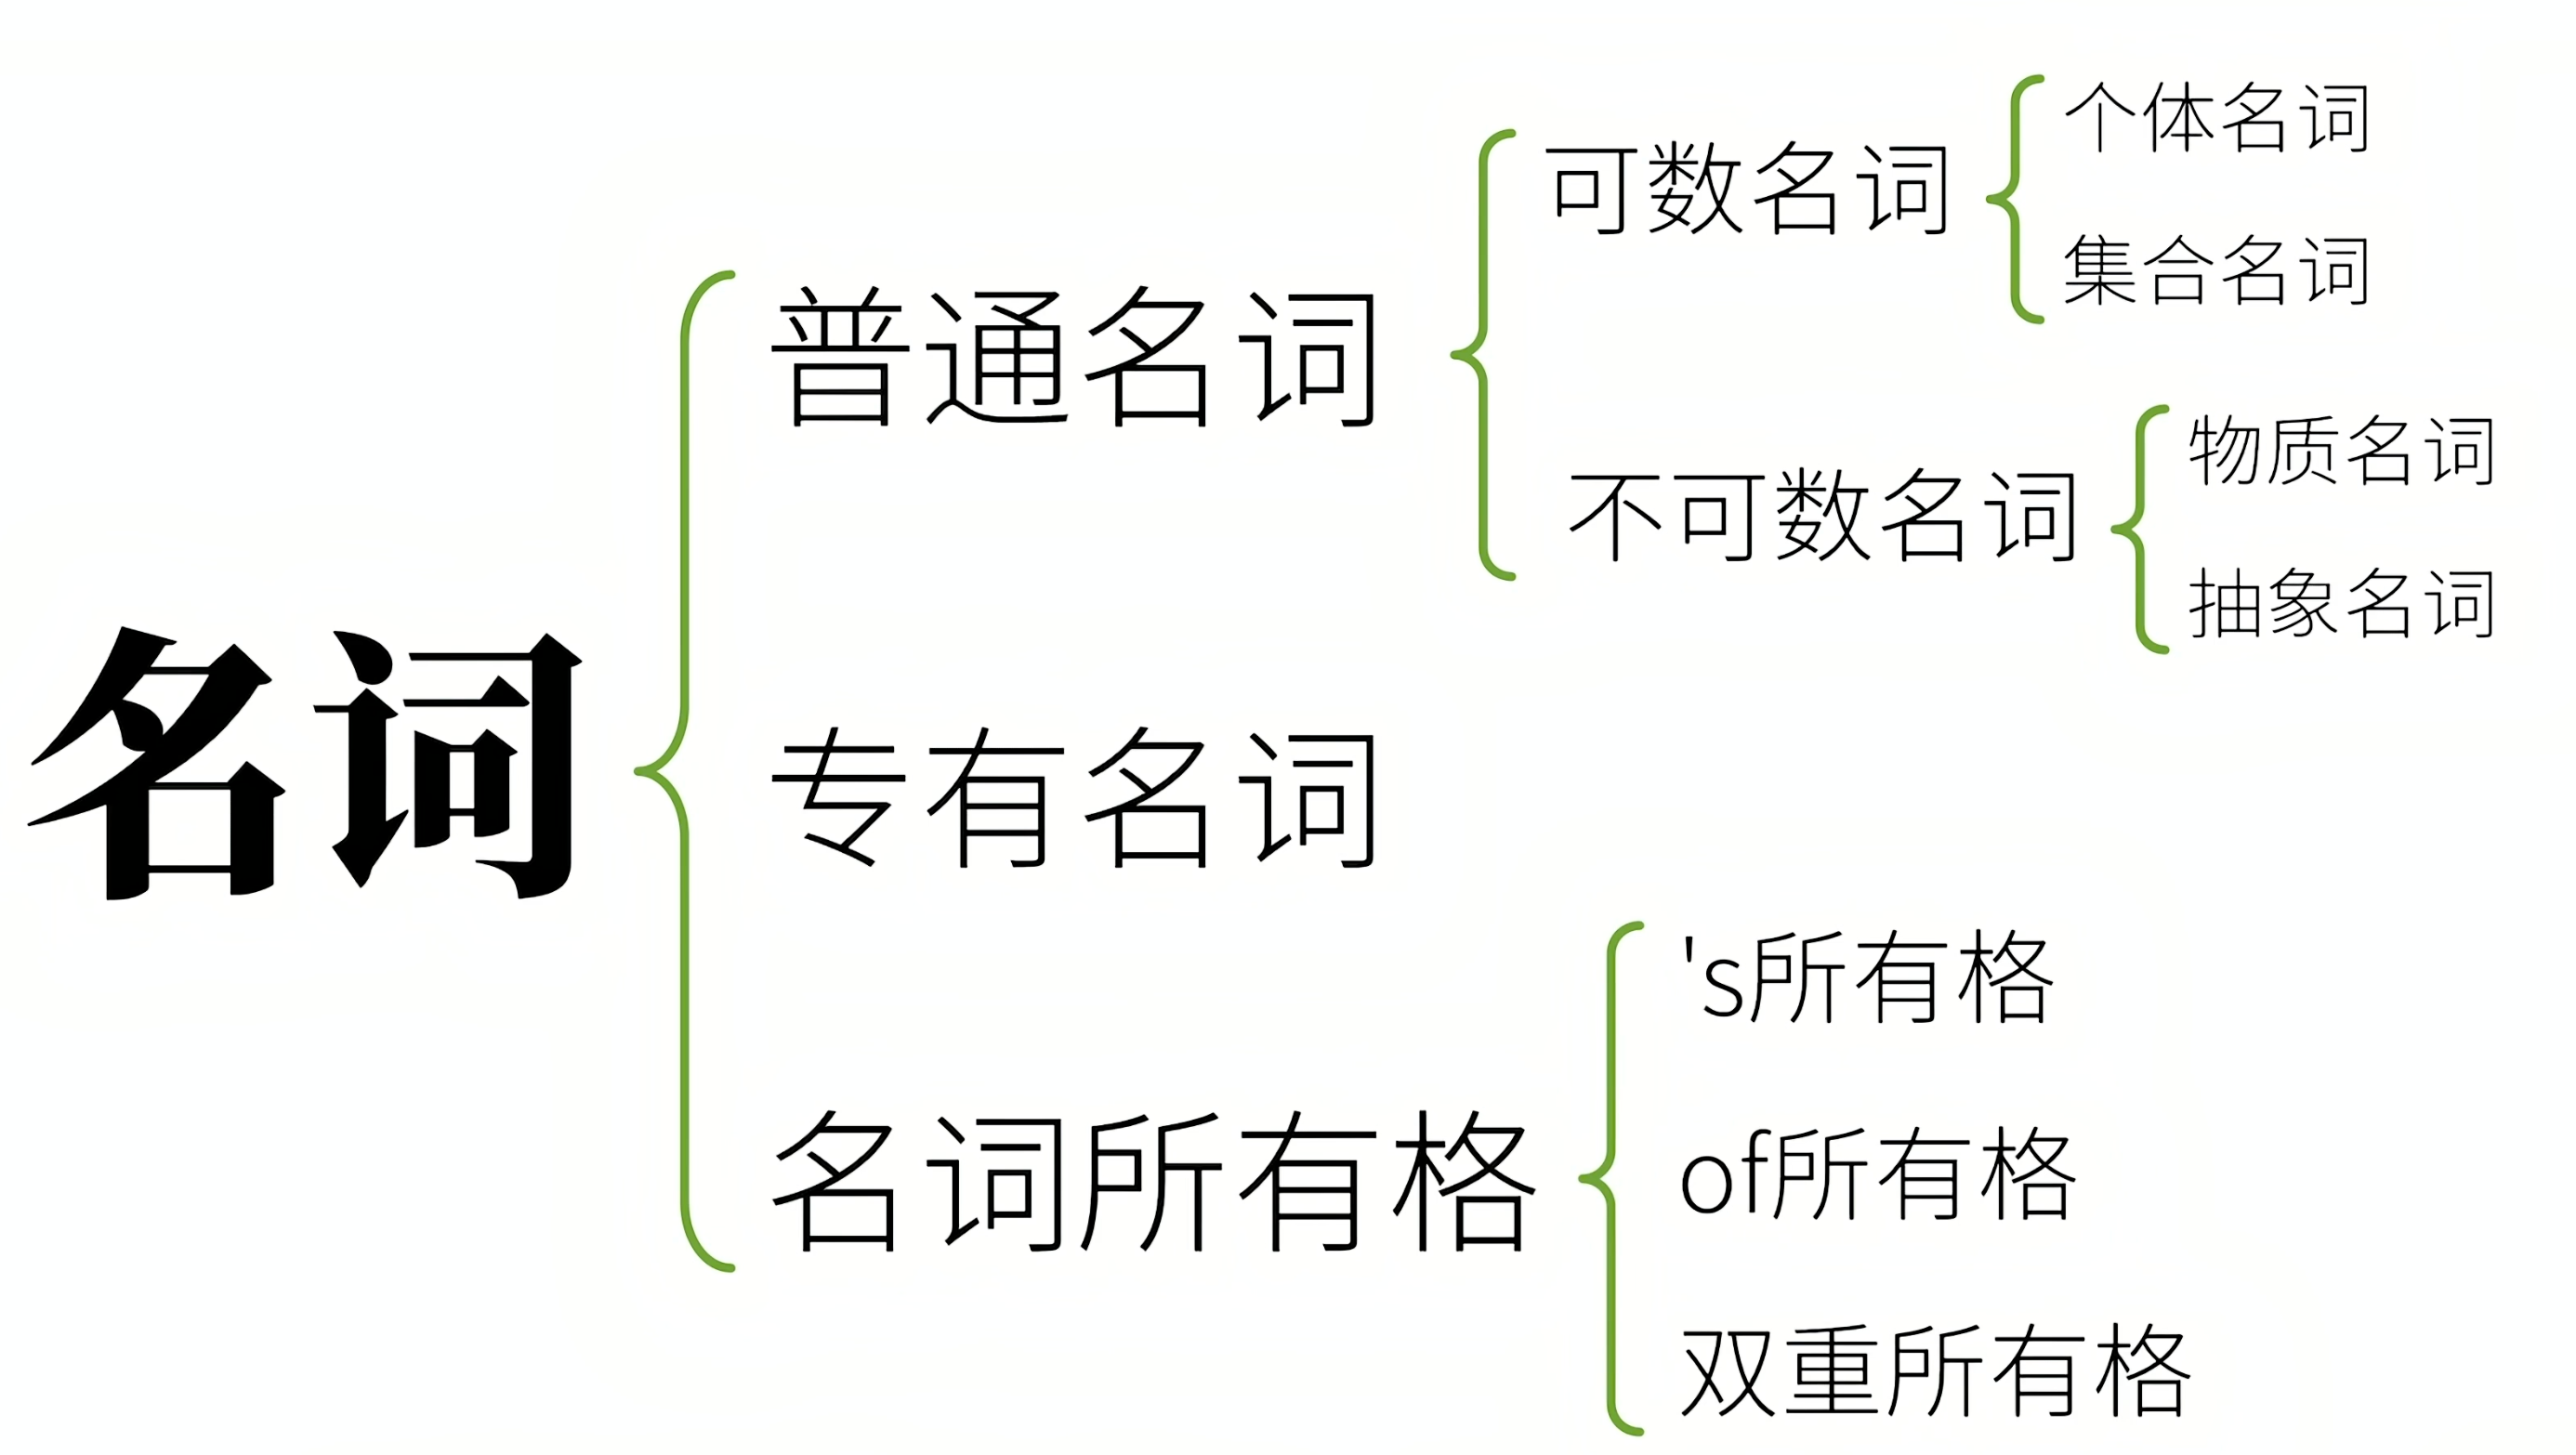 名词
普通名词
可数名词
个体名词
集合名词
不可数名词
物质名词
抽象名词
专有名词
名词所有格
's所有格
of所有格
双重所有格